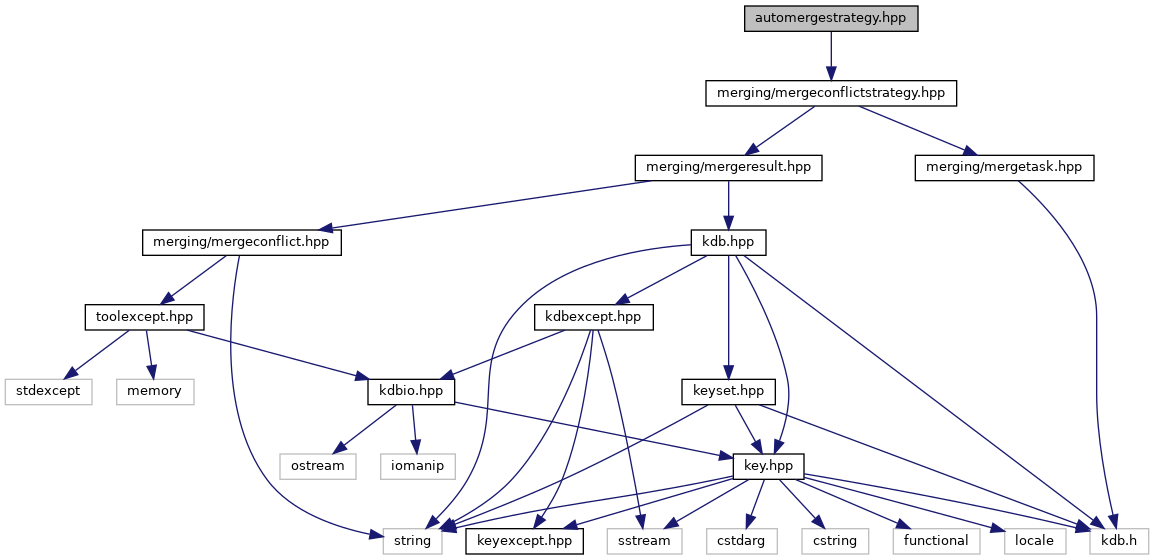 automergestrategy.hpp
merging/mergeconflictstrategy.hpp
merging/mergeresult.hpp
merging/mergetask.hpp
merging/mergeconflict.hpp
kdb.hpp
toolexcept.hpp
kdbexcept.hpp
stdexcept
memory
kdbio.hpp
keyset.hpp
ostream
iomanip
key.hpp
string
keyexcept.hpp
sstream
cstdarg
cstring
functional
locale
kdb.h